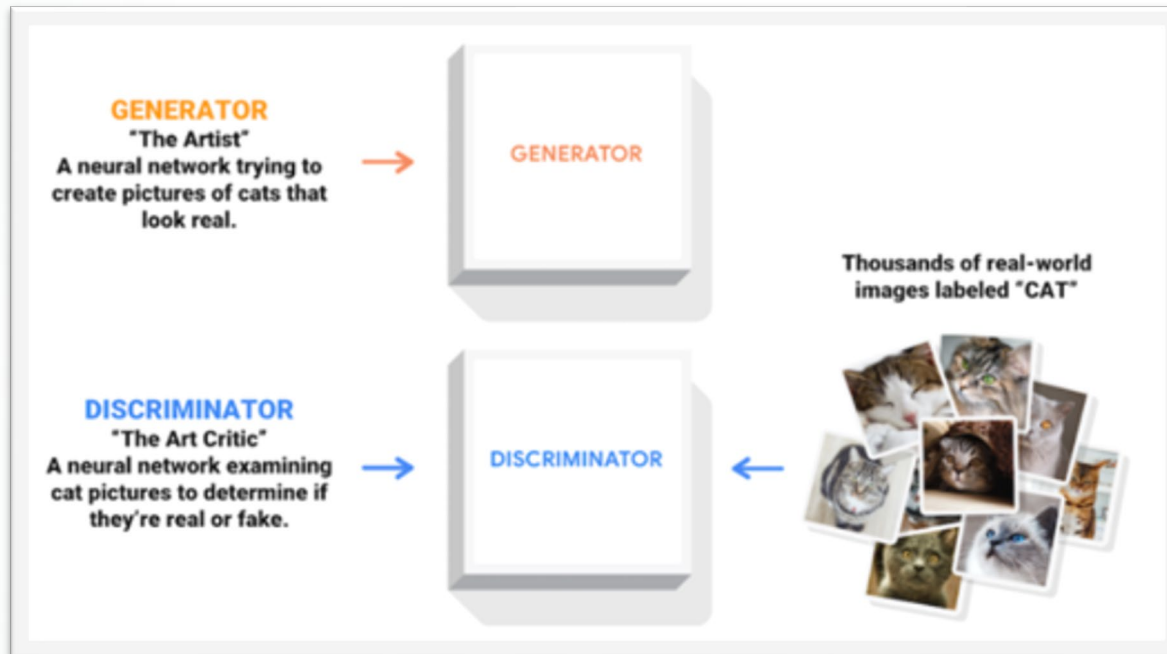 GENERATOR
“The Artist”
A neural network trying to
create pictures of cats that
look real.
GENERATOR
Thousands of real-world
images labeled “CAT”
DISCRIMINATOR
“The Art Critic”
A neural network examining
cat pictures to determine if
they’re real or fake.
DISCRIMINATOR